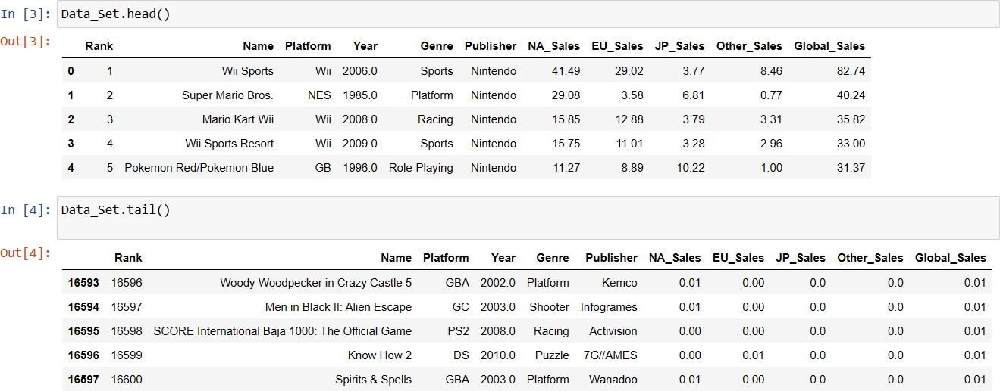 In [3]: Data_Set.head()
Out[3]:
Rank Name Platform Year Genre Publisher NA_Sales EU_Sales JP_Sales Other_Sales Global_Sales
0 1 Wii Sports Wii 2006.0 Sports Nintendo 41.49 29.02 3.77 8.46 82.74
1 2 Super Mario Bros. NES 1985.0 Platform Nintendo 29.08 3.58 6.81 0.77 40.24
2 3 Mario Kart Wii Wii 2008.0 Racing Nintendo 15.85 12.88 3.79 3.31 35.82
3 4 Wii Sports Resort Wii 2009.0 Sports Nintendo 15.75 11.01 3.28 2.96 33.00
4 5 Pokemon Red/Pokemon Blue GB 1996.0 Role-Playing Nintendo 11.27 8.89 10.22 1.00 31.37
In [4]: Data_Set.tail()
Out[4]:
Rank Name Platform Year Genre Publisher NA_Sales EU_Sales JP_Sales Other_Sales Global_Sales
16593 16596 Woody Woodpecker in Crazy Castle 5 GBA 2002.0 Platform Kemco 0.01 0.00 0.0 0.0 0.01
16594 16597 Men in Black II: Alien Escape GC 2003.0 Shooter Infogrames 0.01 0.00 0.0 0.0 0.01
16595 16598 SCORE International Baja 1000: The Official Game PS2 2008.0 Racing Activision 0.00 0.00 0.0 0.0 0.01
16596 16599 Know How 2 DS 2010.0 Puzzle 7G//AMES 0.00 0.01 0.0 0.0 0.01
16597 16600 Spirits & Spells GBA 2003.0 Platform Wanadoo 0.01 0.00 0.0 0.0 0.01